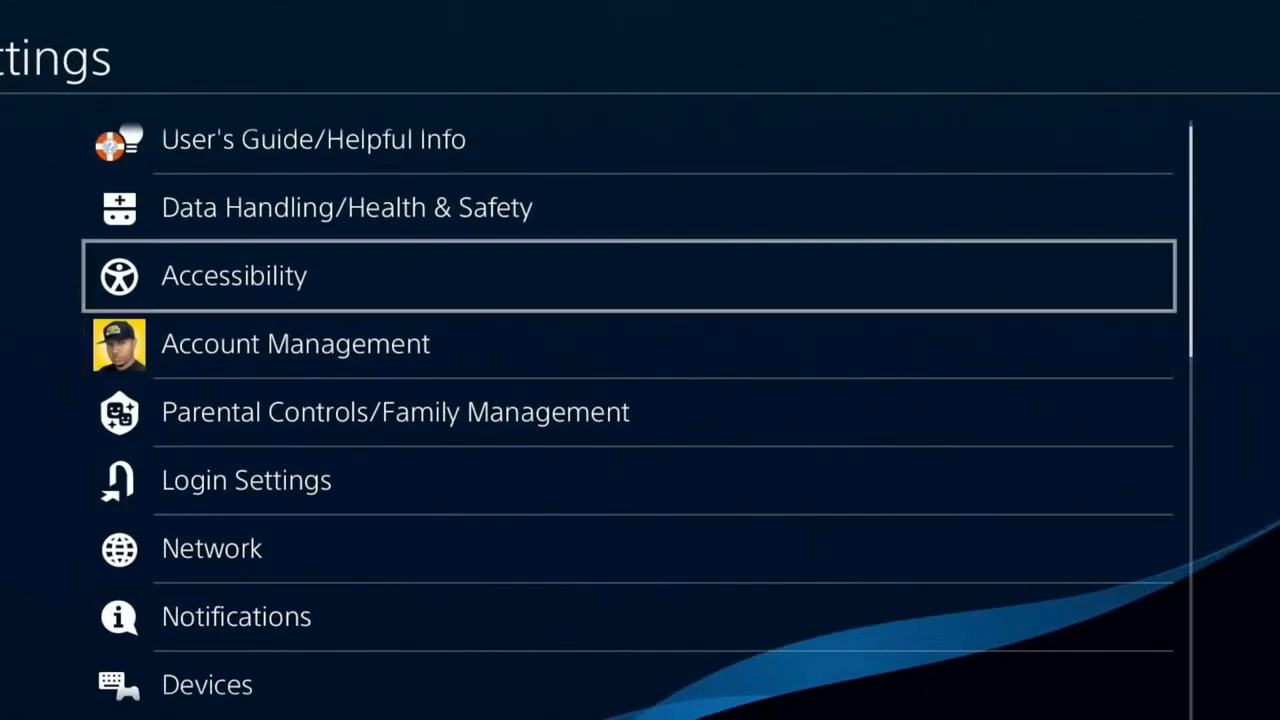 ttings
User's Guide/Helpful Info
Data Handling/Health & Safety
Accessibility
Account Management
Parental Controls/Family Management
Login Settings
Network
Notifications
Devices